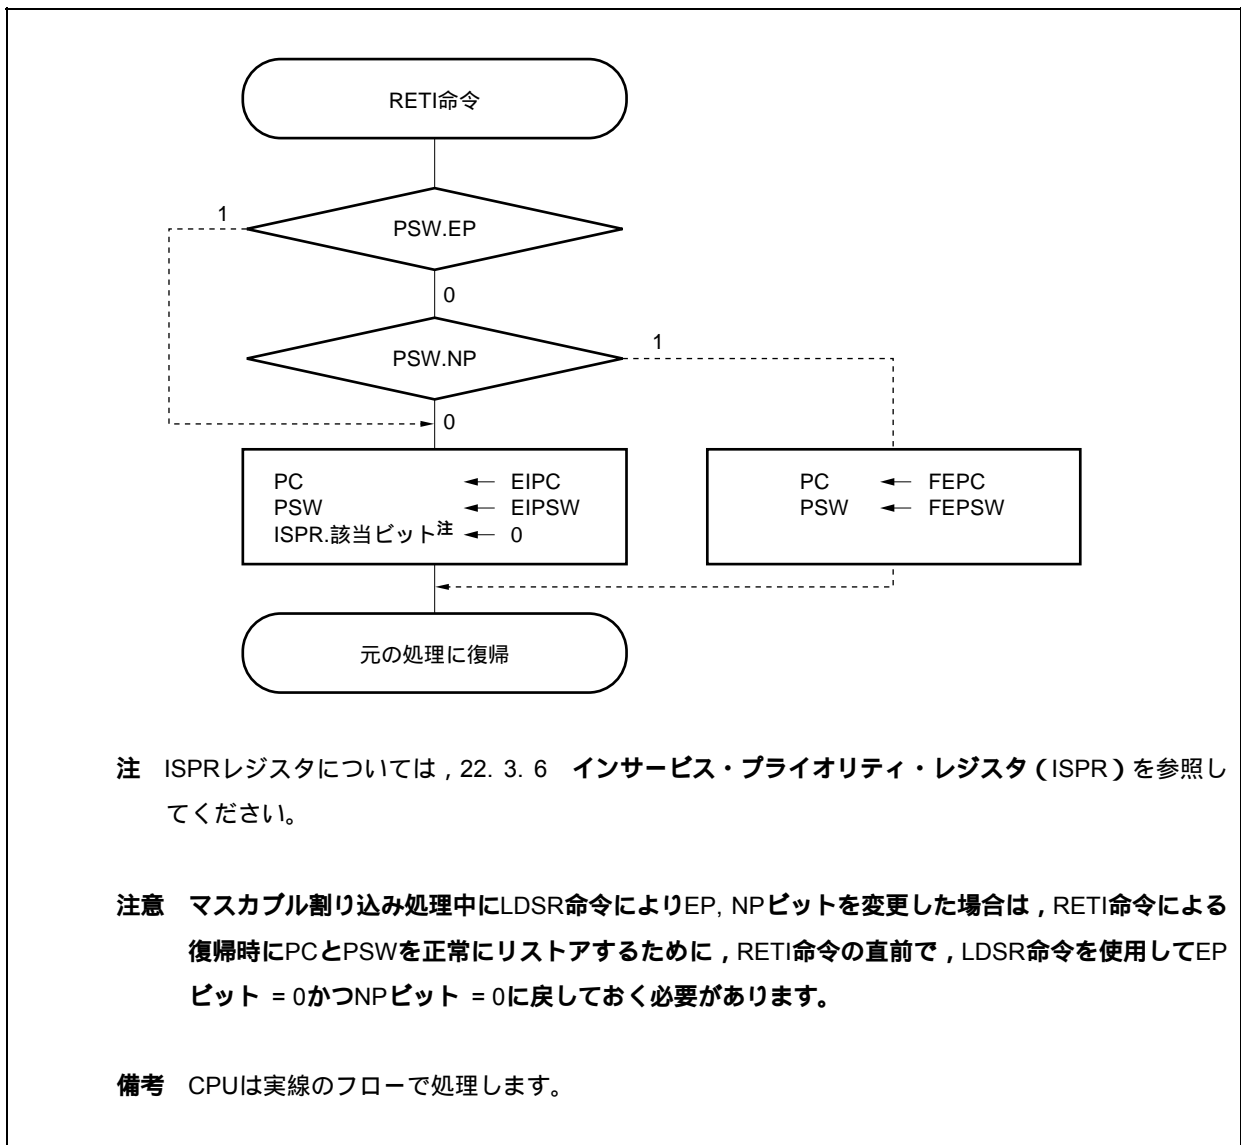 RETI命令
1
PSW.EP
0
1
PSW.NP
0
PC ← EIPC
PSW ← EIPSW
ISPR.該当ビット注 ← 0
PC ← FEPC
PSW ← FEPSW
元の処理に復帰
注 ISPRレジスタについては，22. 3. 6 インサービス・プライオリティ・レジスタ（ISPR）を参照し
てください。
注意 マスカブル割り込み処理中にLDSR命令によりEP, NPビットを変更した場合は，RETI命令による
復帰時にPCとPSWを正常にリストアするために，RETI命令の直前で，LDSR命令を使用してEP
ビット = 0かつNPビット = 0に戻しておく必要があります。
備考 CPUは実線のフローで処理します。